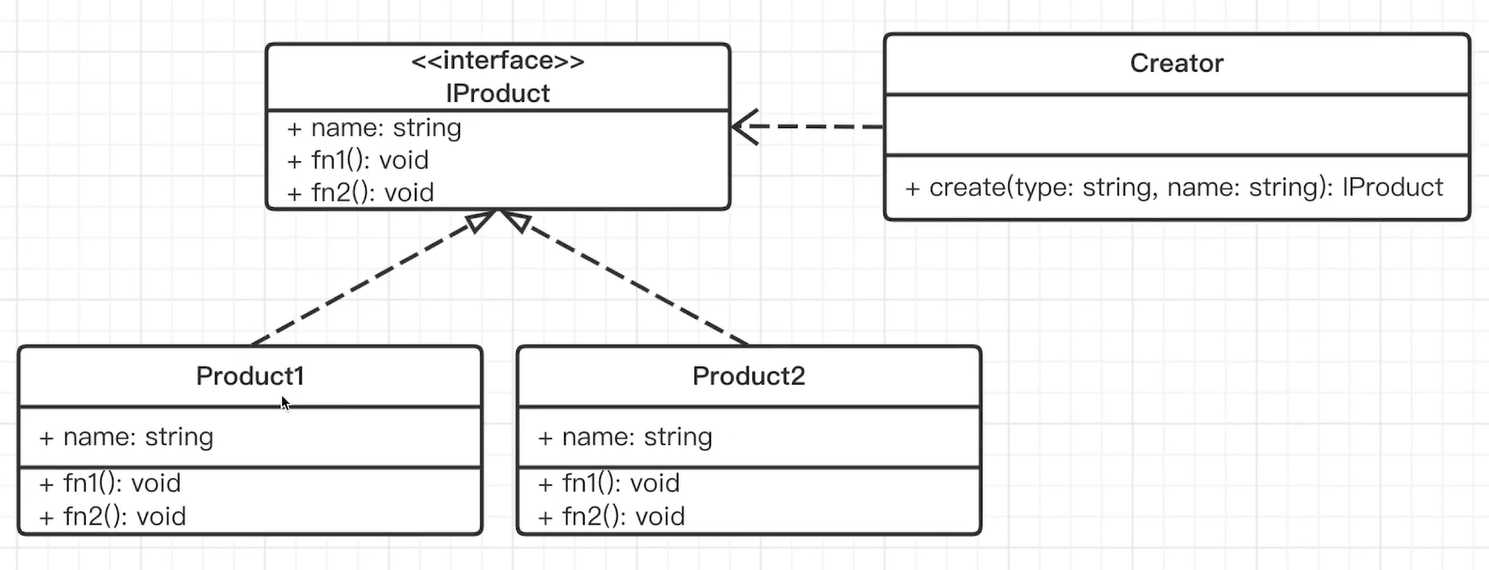 <<interface>>
IProduct
+ name: string
+ fn1(): void
+ fn2(): void
Creator
+ create(type: string, name: string): IProduct
Product1
+ name: string
+ fn1(): void
+ fn2(): void
Product2
+ name: string
+ fn1(): void
+ fn2(): void